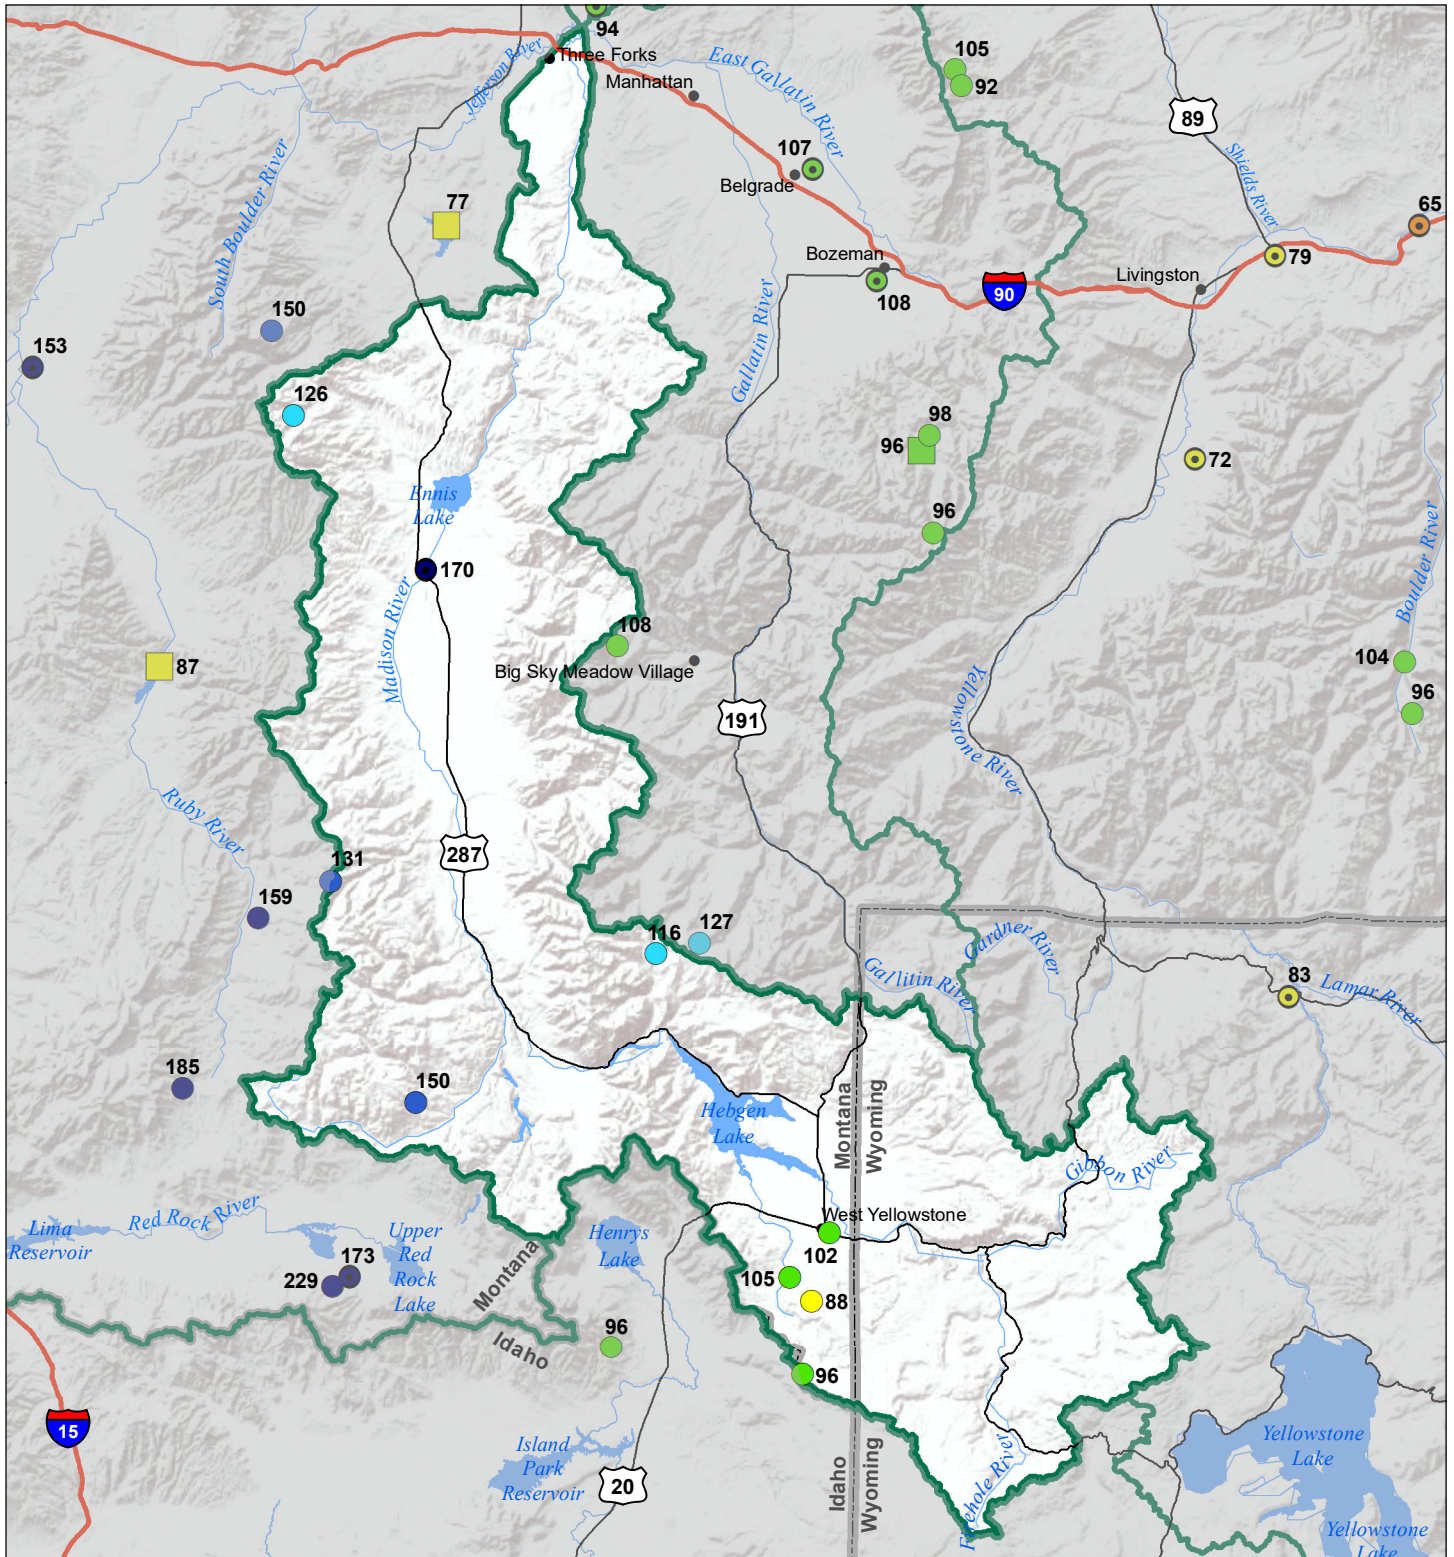 94
Three Forks
Jefferson River
Manhattan
East Gallatin River
105
92
89
Shields River
107
Belgrade
77
65
South Boulder River
Bozeman
79
Livingston
108
90
Gallatin River
150
153
126
98
96
72
Ennis
Lake
96
Boulder River
170
Madison River
108
Big Sky Meadow Village
87
104
96
191
Yellowstone River
Ruby River
287
131
159
116
127
Gardner River
Gallitin River
83
Lamar River
185
150
Hebgen
Lake
Montana
Wyoming
Gibbon River
West Yellowstone
Lima
Reservoir
Red Rock River
Upper
Red
Rock
Lake
Henrys
Lake
Montana
Idaho
173
229
102
105
88
96
96
15
Island
Park
Reservoir
20
Idaho
Wyoming
Firehole River
Yellowstone
Lake
Yellowstone
Lake